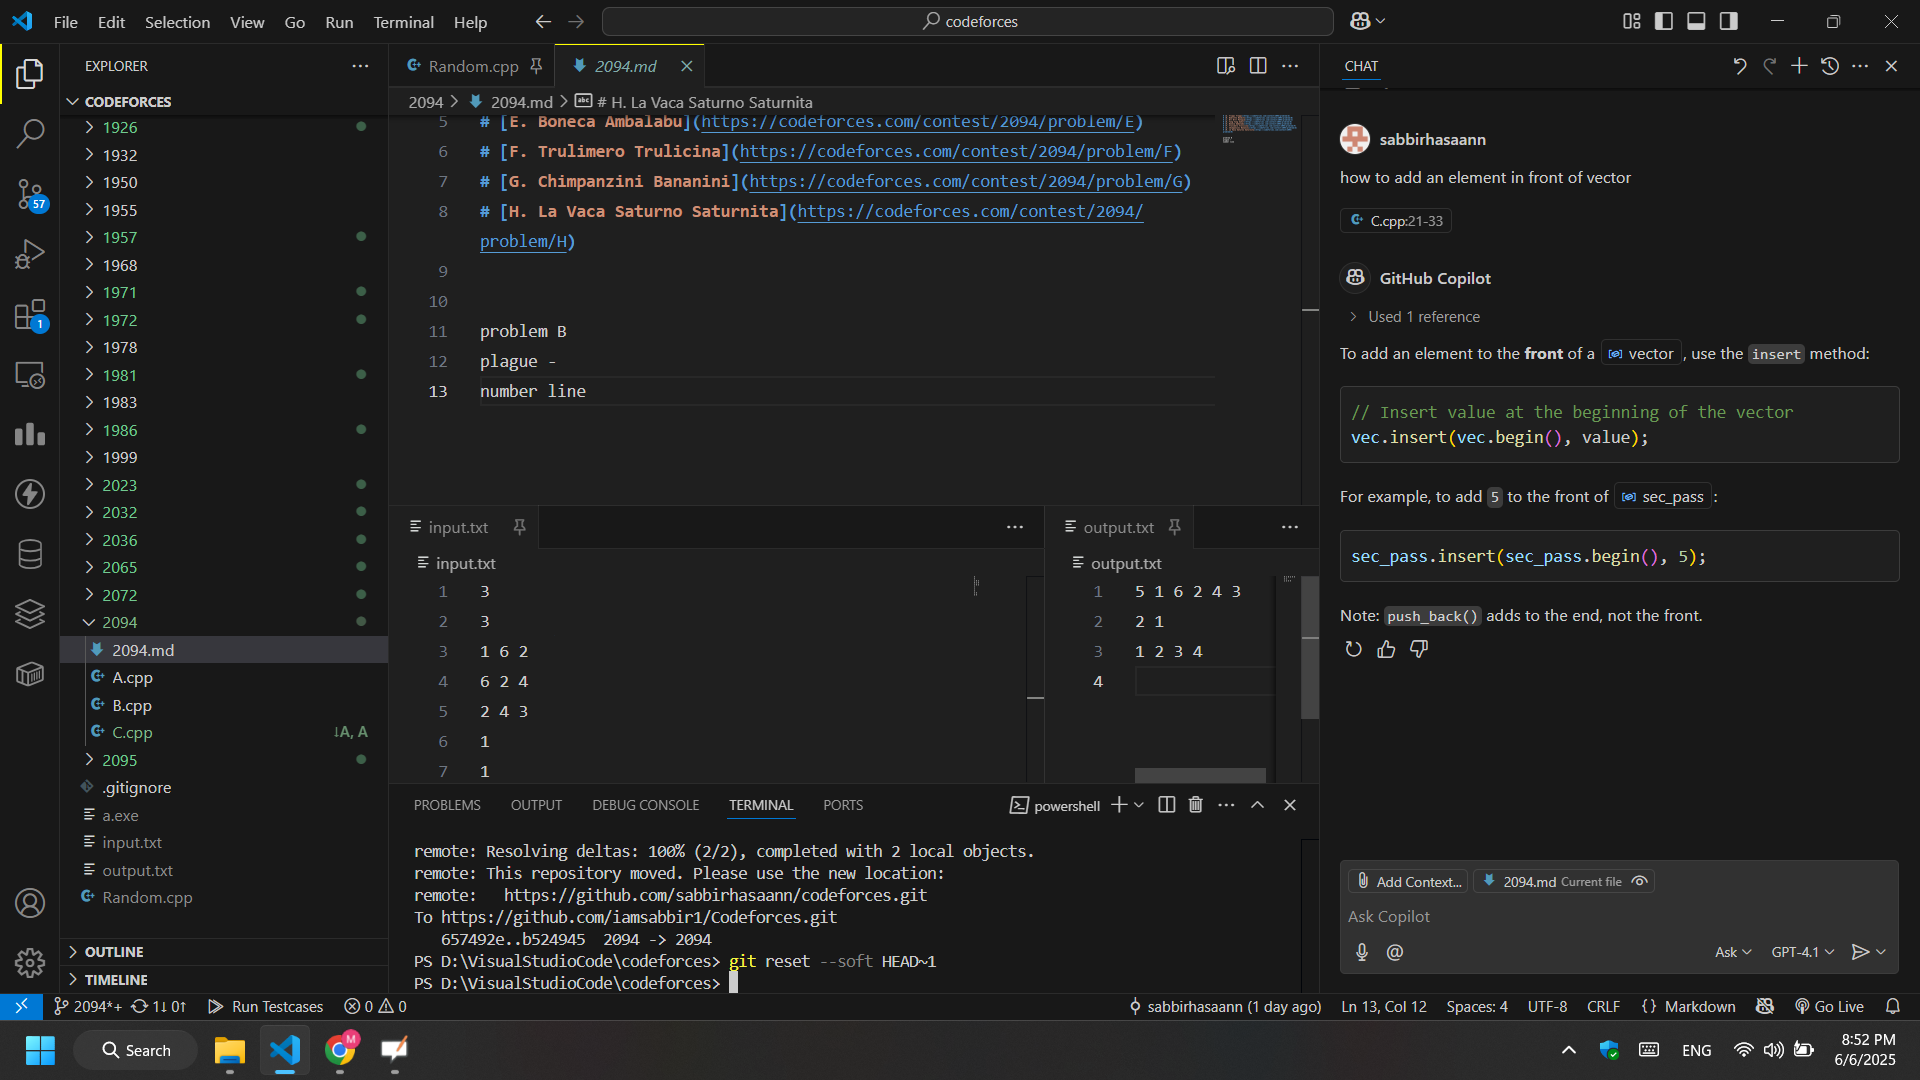 File Edit Selection View Go Run Terminal Help
codeforces
EXPLORER
CODEFORCES
1926
1932
1950
1955
1957
1968
1971
1972
1978
1981
1983
1986
1999
2023
2032
2036
2065
2072
2094
2094.md
A.cpp
B.cpp
C.cpp ↓A, A
2095
.gitignore
a.exe
input.txt
output.txt
Random.cpp
OUTLINE
TIMELINE
57
1
Random.cpp
2094.md
2094 > 2094.md > # H. La Vaca Saturno Saturnita
5 # [E. Boneca Ambalabu](https://codeforces.com/contest/2094/problem/E)
6 # [F. Trulimero Trulicina](https://codeforces.com/contest/2094/problem/F)
7 # [G. Chimpanzini Bananini](https://codeforces.com/contest/2094/problem/G)
8 # [H. La Vaca Saturno Saturnita](https://codeforces.com/contest/2094/
problem/H)
9
10
11 problem B
12 plague -
13 number line
input.txt
input.txt
1 3
2 3
3 1 6 2
4 6 2 4
5 2 4 3
6 1
7 1
output.txt
output.txt
1 5 1 6 2 4 3
2 2 1
3 1 2 3 4
4
PROBLEMS OUTPUT DEBUG CONSOLE TERMINAL PORTS
powershell
remote: Resolving deltas: 100% (2/2), completed with 2 local objects.
remote: This repository moved. Please use the new location:
remote:   https://github.com/sabbirhasaann/codeforces.git
To https://github.com/iamsabbir1/Codeforces.git
   657492e..b524945  2094 -> 2094
PS D:\VisualStudioCode\codeforces> git reset --soft HEAD~1
PS D:\VisualStudioCode\codeforces>
CHAT
sabbirhasaann
how to add an element in front of vector
C.cpp:21-33
GitHub Copilot
> Used 1 reference
To add an element to the front of a vector , use the insert method:
// Insert value at the beginning of the vector
vec.insert(vec.begin(), value);
For example, to add 5 to the front of sec_pass :
sec_pass.insert(sec_pass.begin(), 5);
Note: push_back() adds to the end, not the front.
Add Context...
2094.md Current file
Ask Copilot
@
Ask
GPT-4.1
2094*+ 1↓ 0↑ Run Testcases 0 0
sabbirhasaann (1 day ago) Ln 13, Col 12 Spaces: 4 UTF-8 CRLF {} Markdown Go Live
Search
M
ENG
8:52 PM
6/6/2025